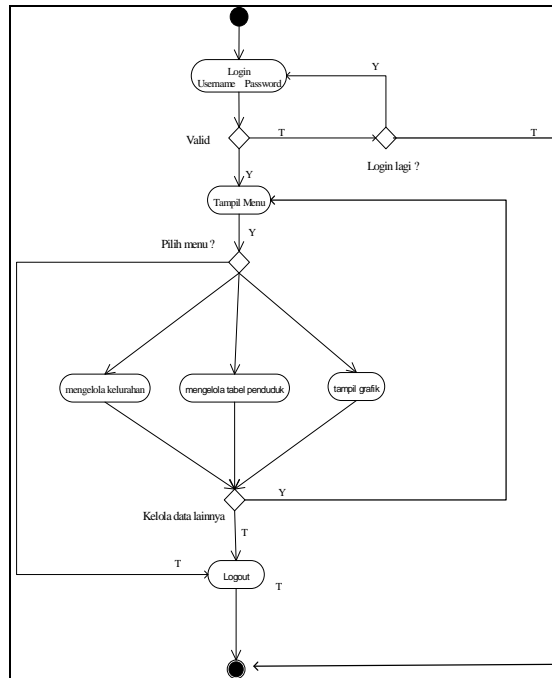 Login
Username Password
Y
Valid
T
T
Login lagi ?
Y
Tampil Menu
Pilih menu ?
Y
mengelola kelurahan
mengelola tabel penduduk
tampil grafik
Y
Kelola data lainnya
T
T
Logout
T